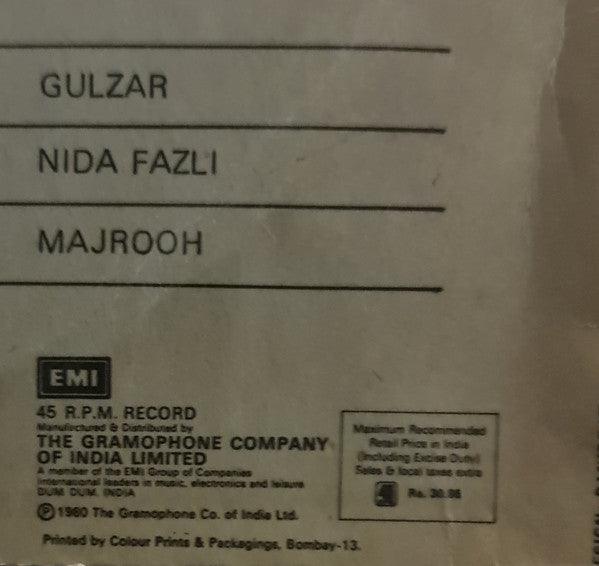 GULZAR
NIDA FAZLI
MAJROOH
EMI
45 R.P.M. RECORD
Manufactured & Distributed by
THE GRAMOPHONE COMPANY
OF INDIA LIMITED
A member of the EMI Group of Companies
International leaders in music, electronics and leisure
DUM DUM, INDIA
Ⓟ1980 The Gramophone Co. of India Ltd.
Printed by Colour Prints & Packagings, Bombay-13.
Maximum Recommended
Retail Price in India
(Including Excise Duty)
Sales & local taxes extra
Rs.